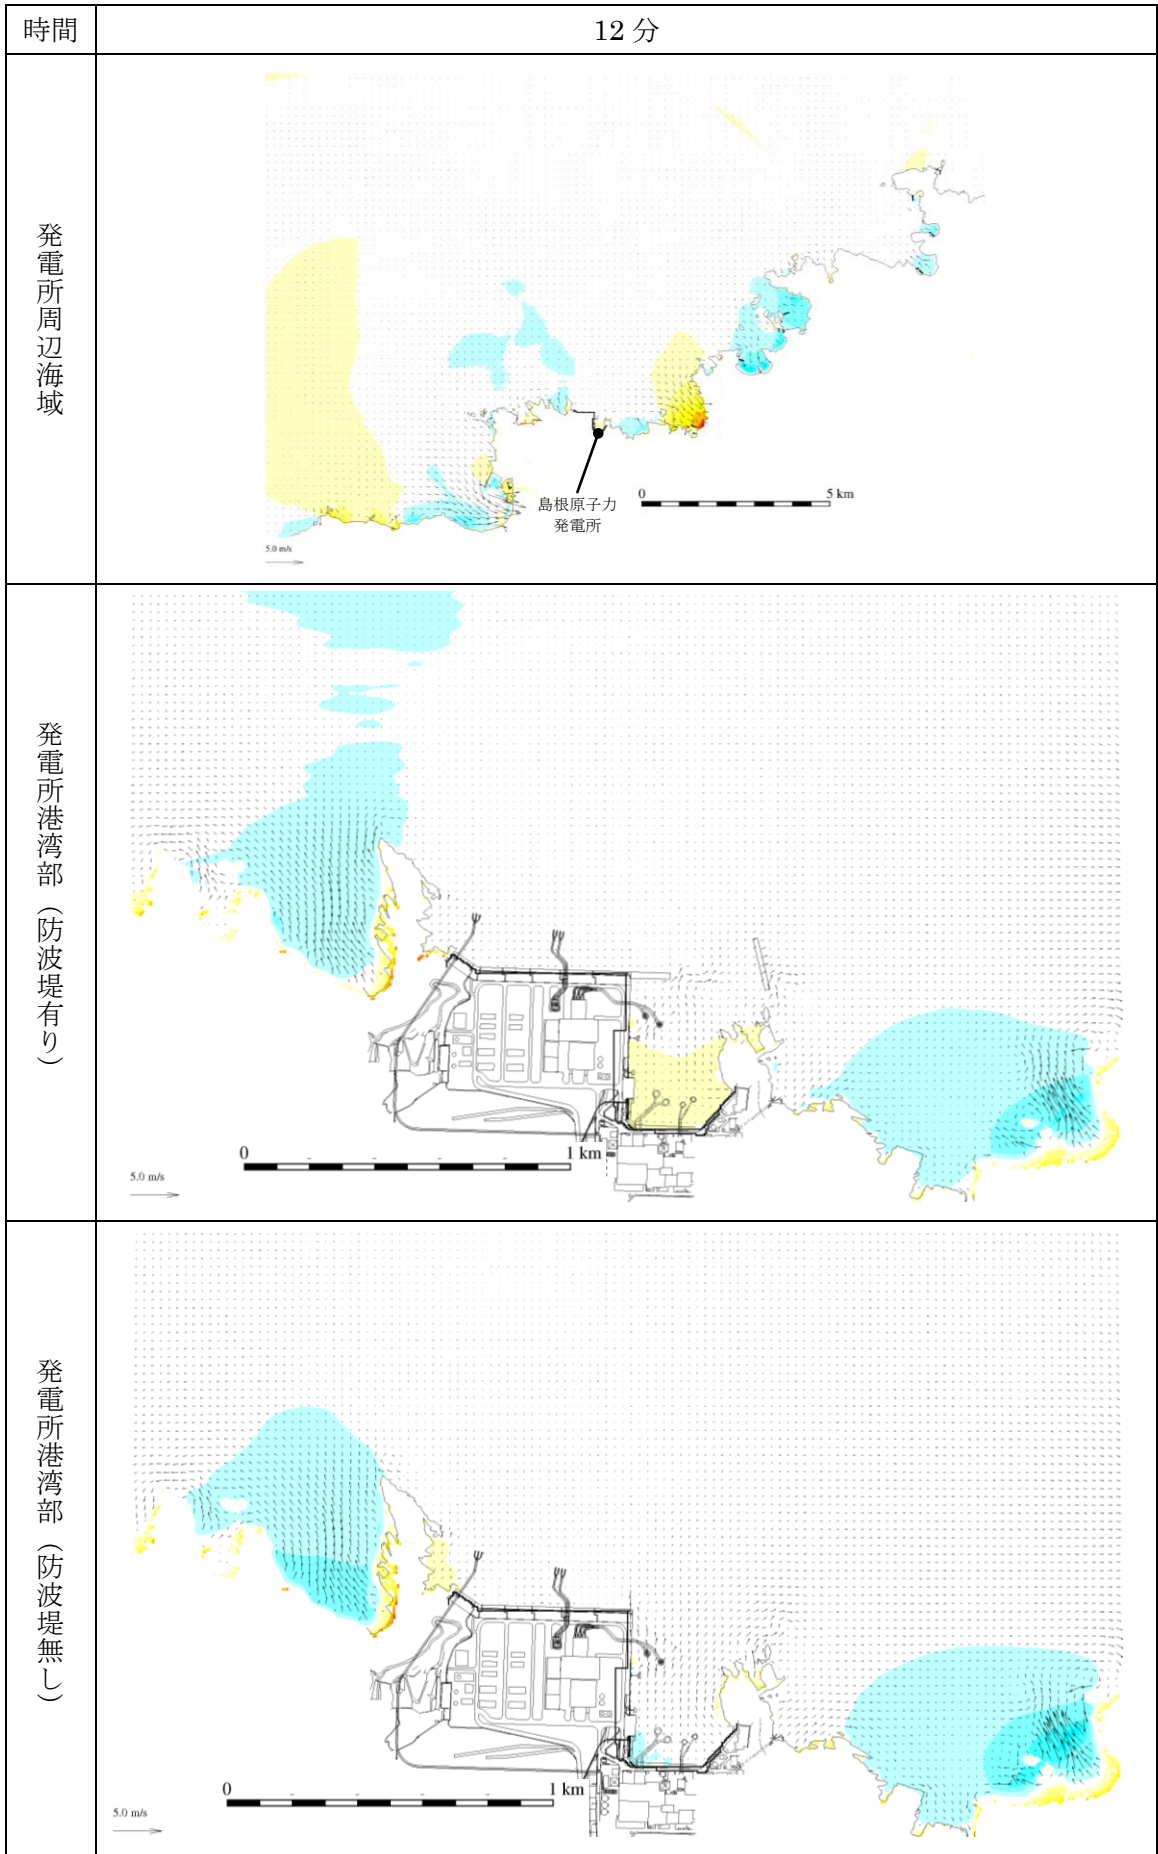 時間
12 分
発電所周辺海域
島根原子力
発電所
0 5 km
5.0 m/s
発電所港湾部（防波堤有り）
0 1 km
5.0 m/s
発電所港湾部（防波堤無し）
0 1 km
5.0 m/s